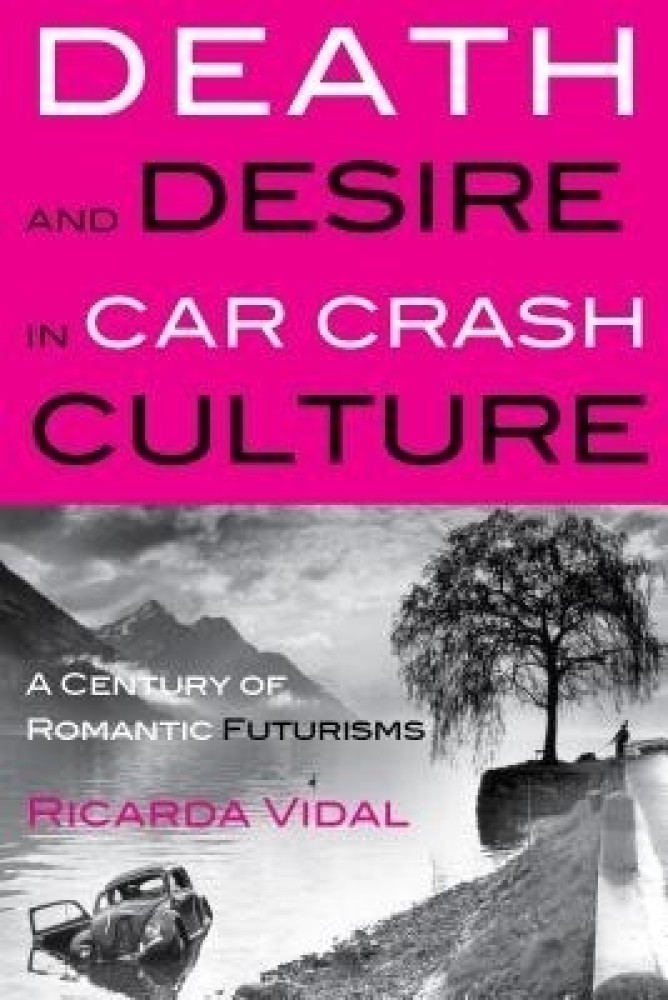 DEATH
AND DESIRE
IN CAR CRASH
CULTURE
A CENTURY OF
ROMANTIC FUTURISMS
RICARDA VIDAL